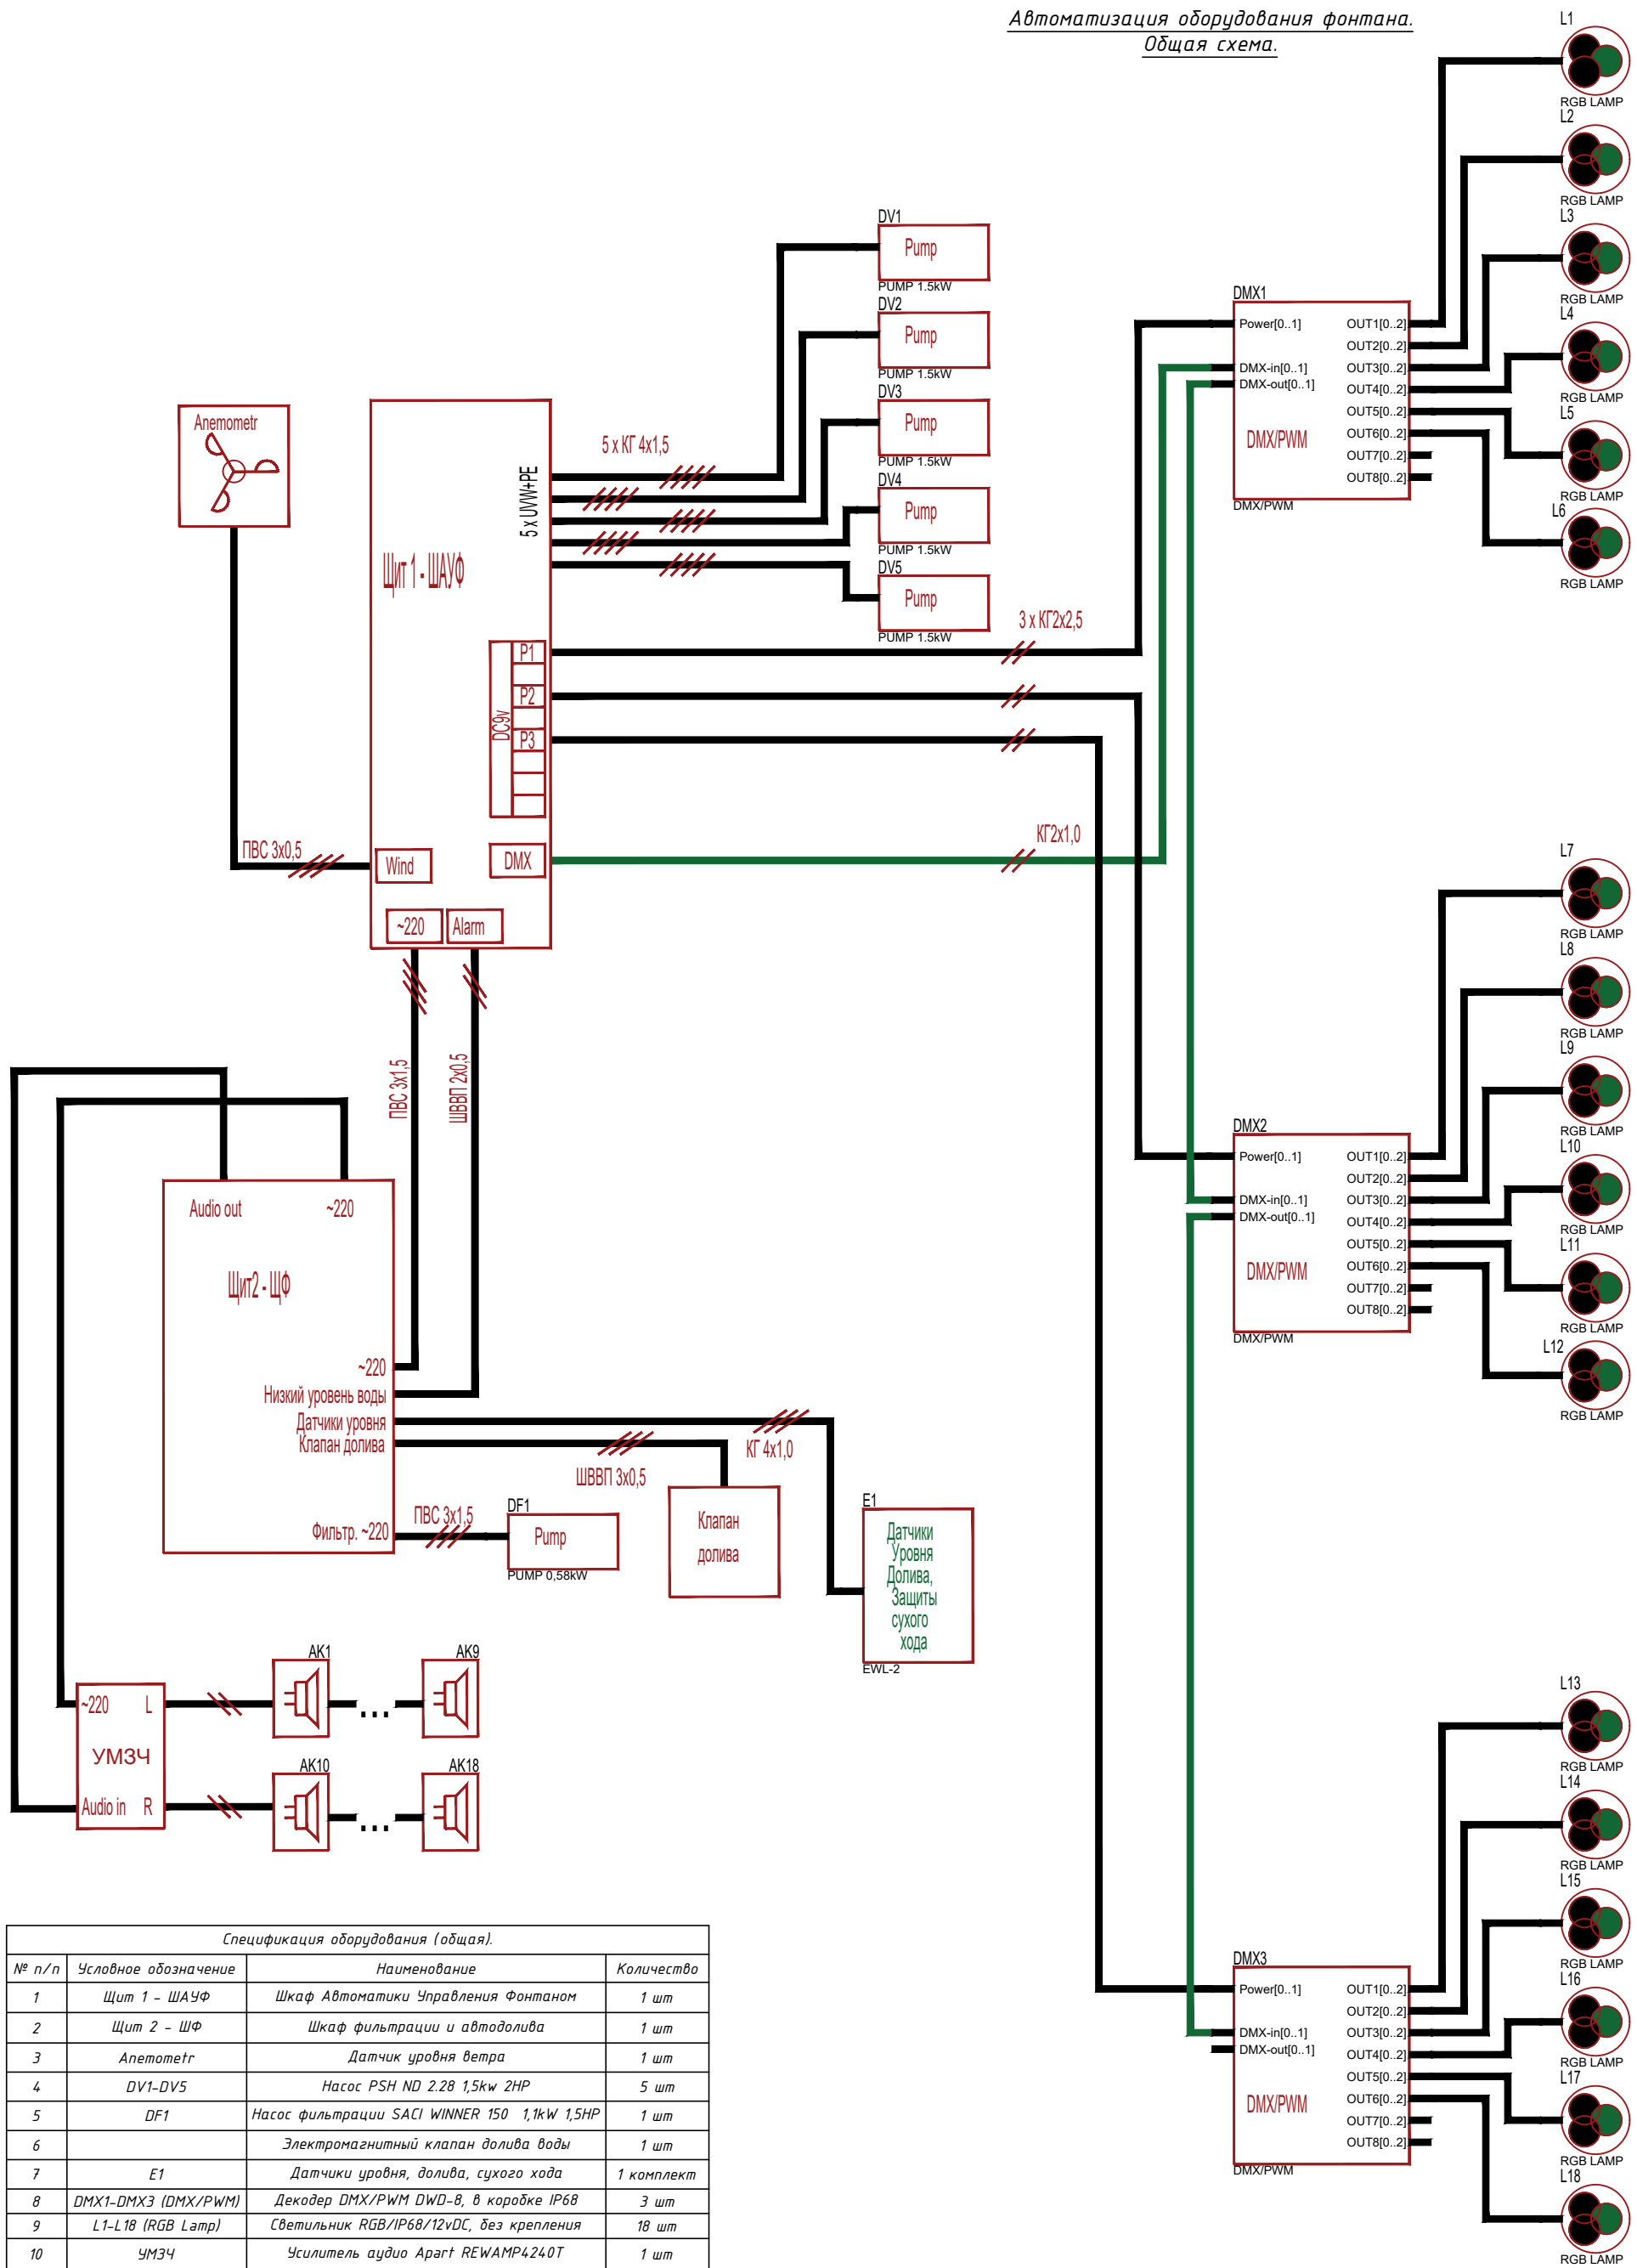 Автоматизация оборудования фонтана.
Общая схема.
L1
RGB LAMP
L2
RGB LAMP
L3
RGB LAMP
L4
RGB LAMP
L5
RGB LAMP
L6
RGB LAMP
DV1
Pump
PUMP 1.5kW
DV2
Pump
PUMP 1.5kW
DV3
Pump
PUMP 1.5kW
DV4
Pump
PUMP 1.5kW
DV5
Pump
PUMP 1.5kW
DMX1
Power[0..1]
DMX-in[0..1]
DMX-out[0..1]
OUT1[0..2]
OUT2[0..2]
OUT3[0..2]
OUT4[0..2]
OUT5[0..2]
OUT6[0..2]
OUT7[0..2]
OUT8[0..2]
DMX/PWM
DMX/PWM
Anemometr
Щит 1 - ШАУФ
5 x UVW+PE
5 x КГ 4x1,5
3 x КГ2x2,5
DC9v
P1
P2
P3
КГ2x1,0
DMX
ПВС 3x0,5
Wind
~220
Alarm
ПВС 3x1,5
ШВВП 2x0,5
L7
RGB LAMP
L8
RGB LAMP
L9
RGB LAMP
L10
RGB LAMP
L11
RGB LAMP
L12
RGB LAMP
DMX2
Power[0..1]
DMX-in[0..1]
DMX-out[0..1]
OUT1[0..2]
OUT2[0..2]
OUT3[0..2]
OUT4[0..2]
OUT5[0..2]
OUT6[0..2]
OUT7[0..2]
OUT8[0..2]
DMX/PWM
DMX/PWM
Audio out
~220
Щит2 - ЩФ
~220
Низкий уровень воды
Датчики уровня
Клапан долива
Фильтр. ~220
КГ 4x1,0
ШВВП 3x0,5
ПВС 3x1,5
DF1
Pump
PUMP 0,58kW
Клапан
долива
E1
Датчики
Уровня
Долива,
Защиты
сухого
хода
EWL-2
AK1
AK9
...
~220
L
УМЗЧ
Audio in
R
AK10
AK18
...
L13
RGB LAMP
L14
RGB LAMP
L15
RGB LAMP
L16
RGB LAMP
L17
RGB LAMP
L18
RGB LAMP
DMX3
Power[0..1]
DMX-in[0..1]
DMX-out[0..1]
OUT1[0..2]
OUT2[0..2]
OUT3[0..2]
OUT4[0..2]
OUT5[0..2]
OUT6[0..2]
OUT7[0..2]
OUT8[0..2]
DMX/PWM
DMX/PWM
Спецификация оборудования (общая).
№ п/п Условное обозначение Наименование Количество
1 Щит 1 - ШАУФ Шкаф Автоматики Управления Фонтаном 1 шт
2 Щит 2 - ШФ Шкаф фильтрации и автодолива 1 шт
3 Anemometr Датчик уровня ветра 1 шт
4 DV1-DV5 Насос PSH ND 2.28 1,5kw 2HP 5 шт
5 DF1 Насос фильтрации SACI WINNER 150 1,1kW 1,5HP 1 шт
6 Электромагнитный клапан долива воды 1 шт
7 E1 Датчики уровня, долива, сухого хода 1 комплект
8 DMX1-DMX3 (DMX/PWM) Декодер DMX/PWM DWD-8, в коробке IP68 3 шт
9 L1-L18 (RGB Lamp) Светильник RGB/IP68/12vDC, без крепления 18 шт
10 УМЗЧ Усилитель аудио Apart REWAMP4240T 1 шт